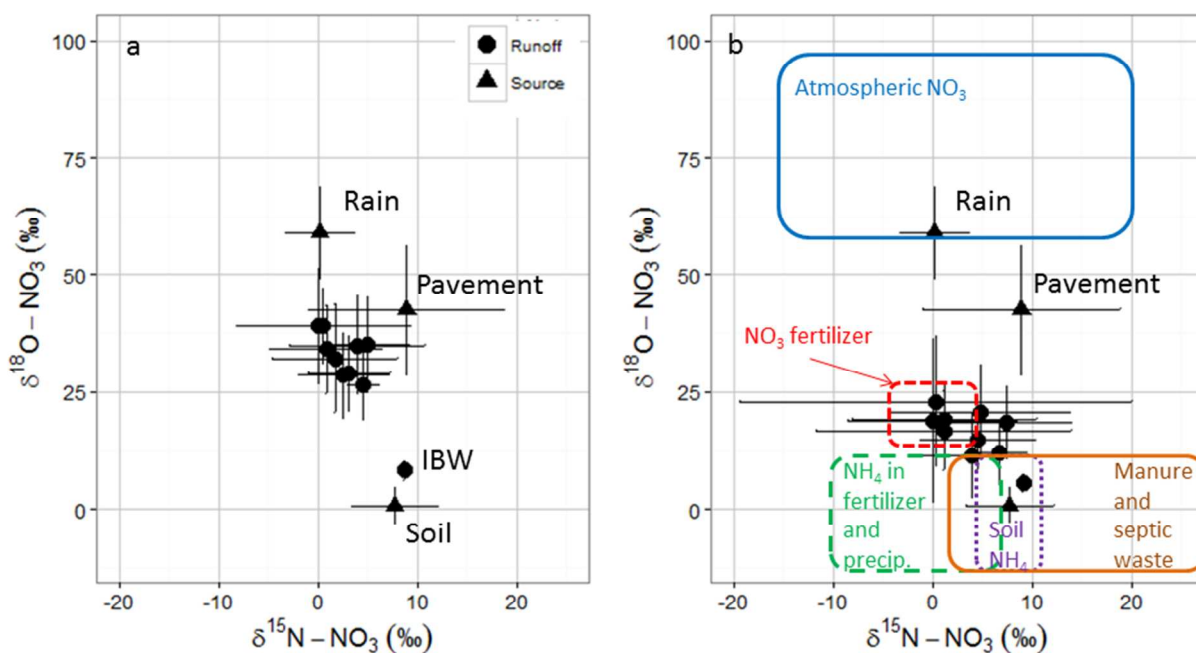 a
Runoff
Source
100
75
50
25
0
-20
-10
0
10
20
δ18O – NO3 (‰)
δ15N – NO3 (‰)
Rain
Pavement
IBW
Soil
b
Atmospheric NO3
100
75
50
25
0
-20
-10
0
10
20
δ18O – NO3 (‰)
δ15N – NO3 (‰)
Rain
Pavement
NO3 fertilizer
NH4 in
fertilizer
and
precip.
Soil
NH4
Manure
and
septic
waste